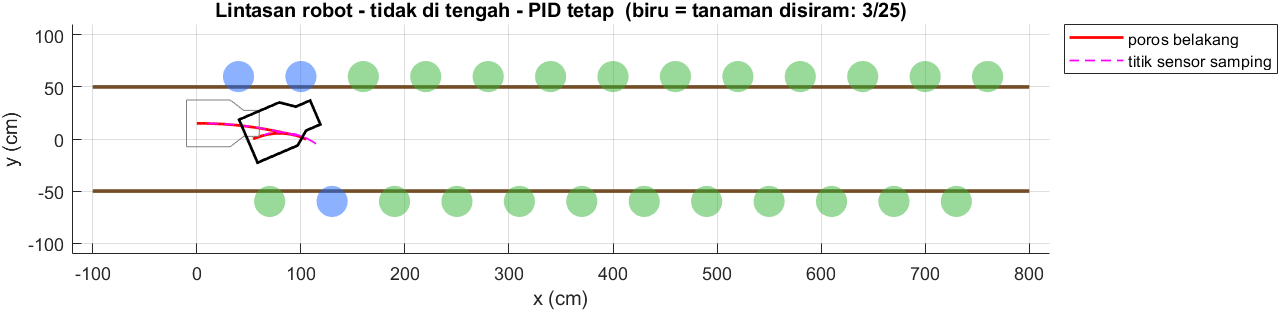 Lintasan robot - tidak di tengah - PID tetap  (biru = tanaman disiram: 3/25)
poros belakang
titik sensor samping
y (cm)
100
50
0
-50
-100
-100 0 100 200 300 400 500 600 700 800
x (cm)